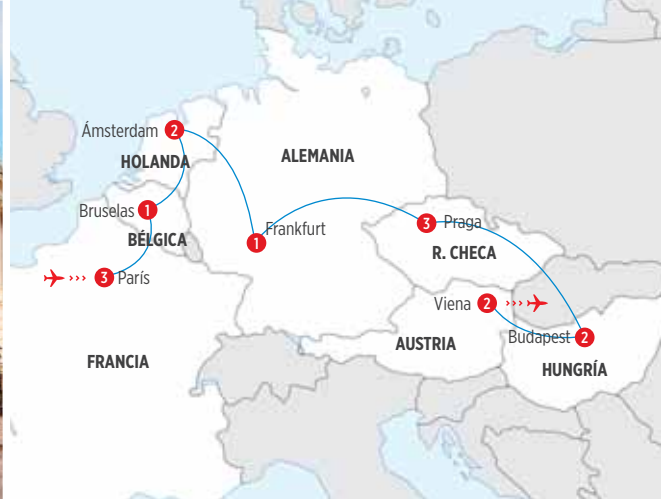 Ámsterdam 2
HOLANDA
ALEMANIA
Bruselas 1
BÉLGICA
Frankfurt
1
3 Praga
R. CHECA
3 París
Viena 2
Budapest 2
AUSTRIA
FRANCIA
HUNGRÍA